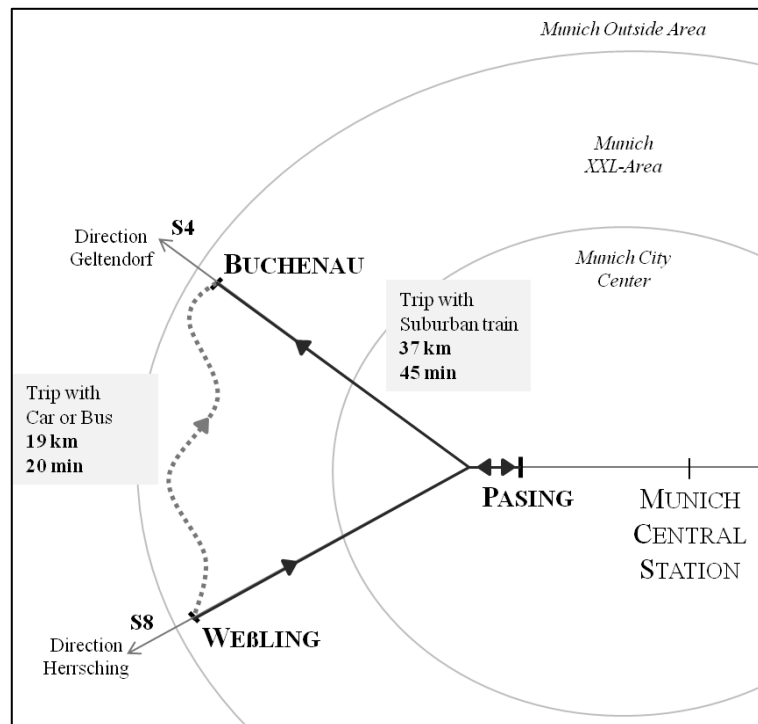 Munich Outside Area
Munich
XXL-Area
Munich City
Center
S4
Direction
Geltendorf
BUCHENAU
Trip with
Suburban train
37 km
45 min
Trip with
Car or Bus
19 km
20 min
PASING
MUNICH
CENTRAL
STATION
S8
WEßLING
Direction
Herrsching